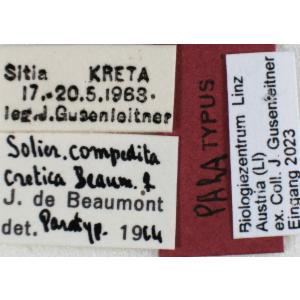 Sitia KRETA
17.-20.5.1963.
leg.J.Gusenleitner
Solier. compedita
cretica Beaum. ♀
J. de Beaumont
det. Paratyp. 1964
PARATYPUS
Biologiezentrum Linz
Austria (LI)
ex. Coll. J. Gusenleitner
Eingang 2023